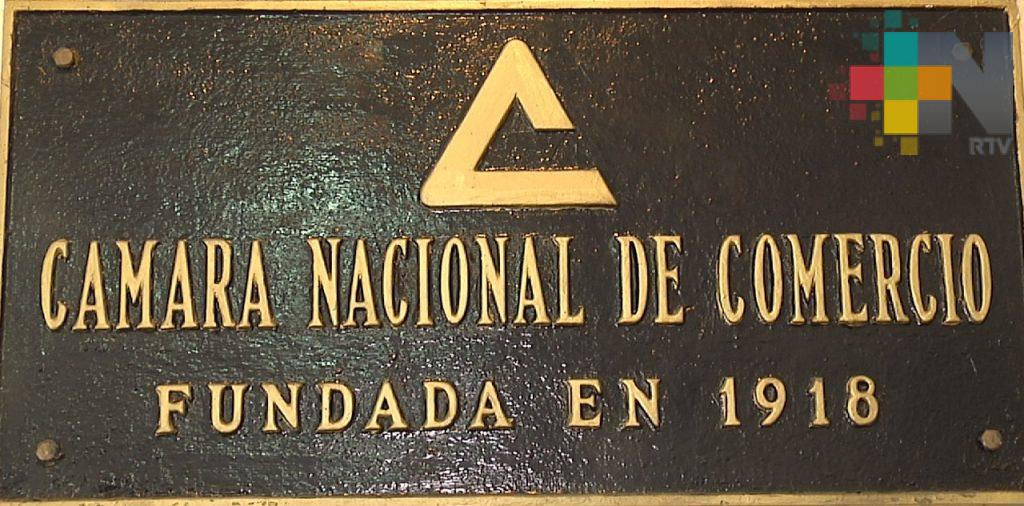 RTV
CAMARA NACIONAL DE COMERCIO
FUNDADA EN 1918